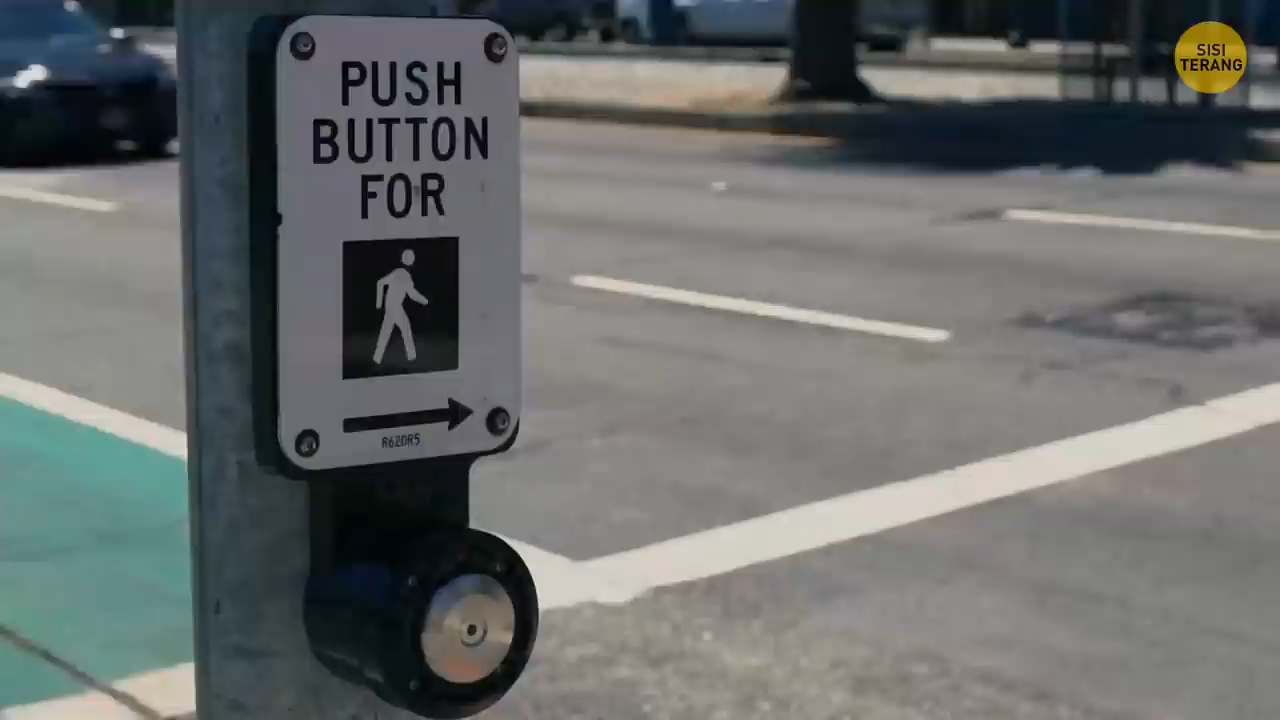 PUSH
BUTTON
FOR
R62DR5
SISI
TERANG